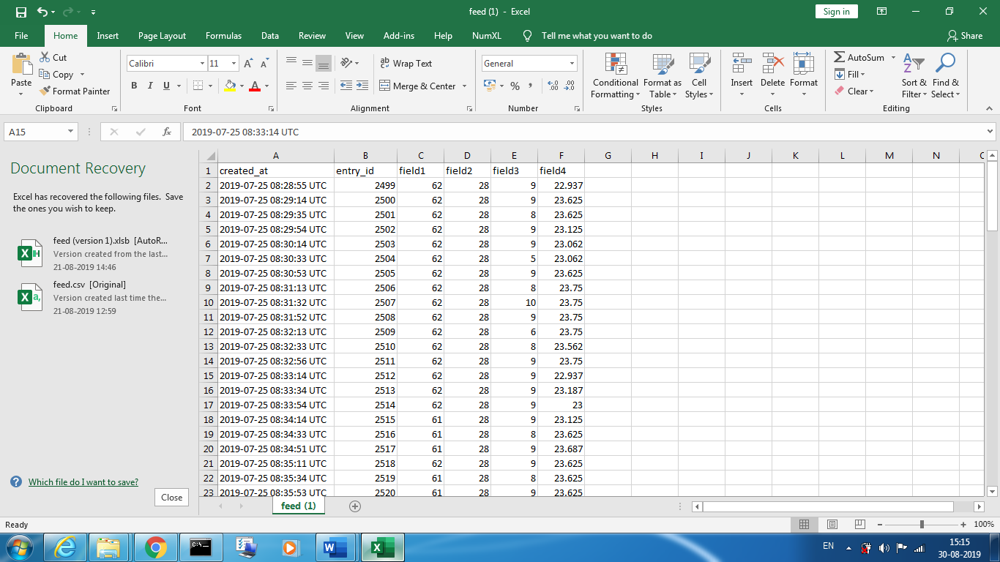 feed (1) - Excel
Sign in
File Home Insert Page Layout Formulas Data Review View Add-ins Help NumXL Tell me what you want to do Share
Paste
Cut
Copy
Format Painter
Clipboard
Calibri 11
B I U
Font
Wrap Text
Merge & Center
Alignment
General
Number
Conditional Formatting
Format as Table
Cell Styles
Styles
Insert
Delete
Format
Cells
AutoSum
Fill
Clear
Sort & Filter
Find & Select
Editing
A15 fx 2019-07-25 08:33:14 UTC
Document Recovery
Excel has recovered the following files. Save
the ones you wish to keep.
feed (version 1).xlsb [AutoR...
Version created from the last...
21-08-2019 14:46
feed.csv [Original]
Version created last time the...
21-08-2019 12:59
Which file do I want to save?
Close
A B C D E F G H I J K L M N
1 created_at entry_id field1 field2 field3 field4
2 2019-07-25 08:28:55 UTC 2499 62 28 9 22.937
3 2019-07-25 08:29:14 UTC 2500 62 28 9 23.625
4 2019-07-25 08:29:35 UTC 2501 62 28 8 23.625
5 2019-07-25 08:29:54 UTC 2502 62 28 9 23.125
6 2019-07-25 08:30:14 UTC 2503 62 28 9 23.062
7 2019-07-25 08:30:33 UTC 2504 62 28 5 23.062
8 2019-07-25 08:30:53 UTC 2505 62 28 9 23.625
9 2019-07-25 08:31:13 UTC 2506 62 28 8 23.75
10 2019-07-25 08:31:32 UTC 2507 62 28 10 23.75
11 2019-07-25 08:31:52 UTC 2508 62 28 9 23.75
12 2019-07-25 08:32:13 UTC 2509 62 28 6 23.75
13 2019-07-25 08:32:33 UTC 2510 62 28 8 23.562
14 2019-07-25 08:32:56 UTC 2511 62 28 9 23.75
15 2019-07-25 08:33:14 UTC 2512 62 28 9 22.937
16 2019-07-25 08:33:34 UTC 2513 62 28 9 23.187
17 2019-07-25 08:33:54 UTC 2514 62 28 9 23
18 2019-07-25 08:34:14 UTC 2515 61 28 9 23.125
19 2019-07-25 08:34:33 UTC 2516 61 28 8 23.625
20 2019-07-25 08:34:51 UTC 2517 61 28 9 23.687
21 2019-07-25 08:35:11 UTC 2518 62 28 9 23.625
22 2019-07-25 08:35:34 UTC 2519 61 28 8 23.625
23 2019-07-25 08:35:53 UTC 2520 61 28 9 23.625
feed (1)
Ready
100%
EN
15:15
30-08-2019